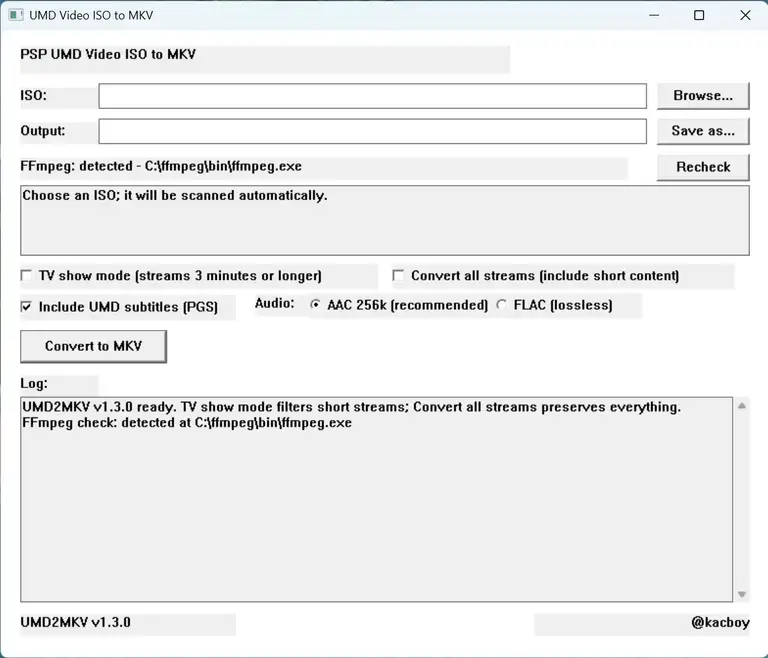 UMD Video ISO to MKV
PSP UMD Video ISO to MKV
ISO:
Browse...
Output:
Save as...
FFmpeg: detected - C:\ffmpeg\bin\ffmpeg.exe
Recheck
Choose an ISO; it will be scanned automatically.
TV show mode (streams 3 minutes or longer)
Convert all streams (include short content)
Include UMD subtitles (PGS)
Audio:
AAC 256k (recommended)
FLAC (lossless)
Convert to MKV
Log:
UMD2MKV v1.3.0 ready. TV show mode filters short streams; Convert all streams preserves everything.
FFmpeg check: detected at C:\ffmpeg\bin\ffmpeg.exe
UMD2MKV v1.3.0
@kacboy